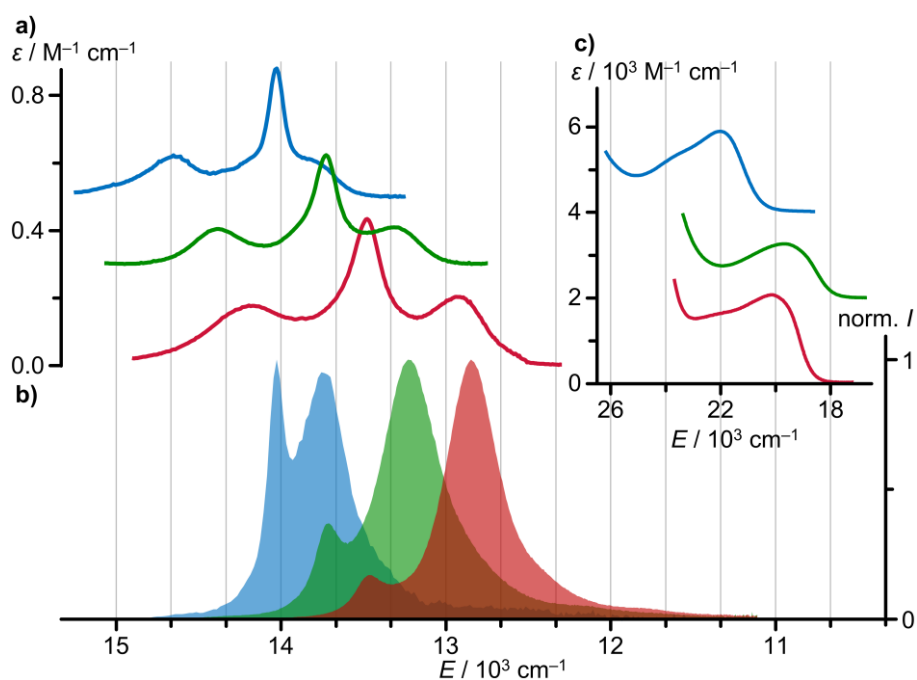 a)
ε / M⁻¹ cm⁻¹
0.8
0.4
0.0
c)
ε / 10³ M⁻¹ cm⁻¹
6
4
2
0
26 22 18
E / 10³ cm⁻¹
b)
norm. I
1
0
15 14 13 12 11
E / 10³ cm⁻¹